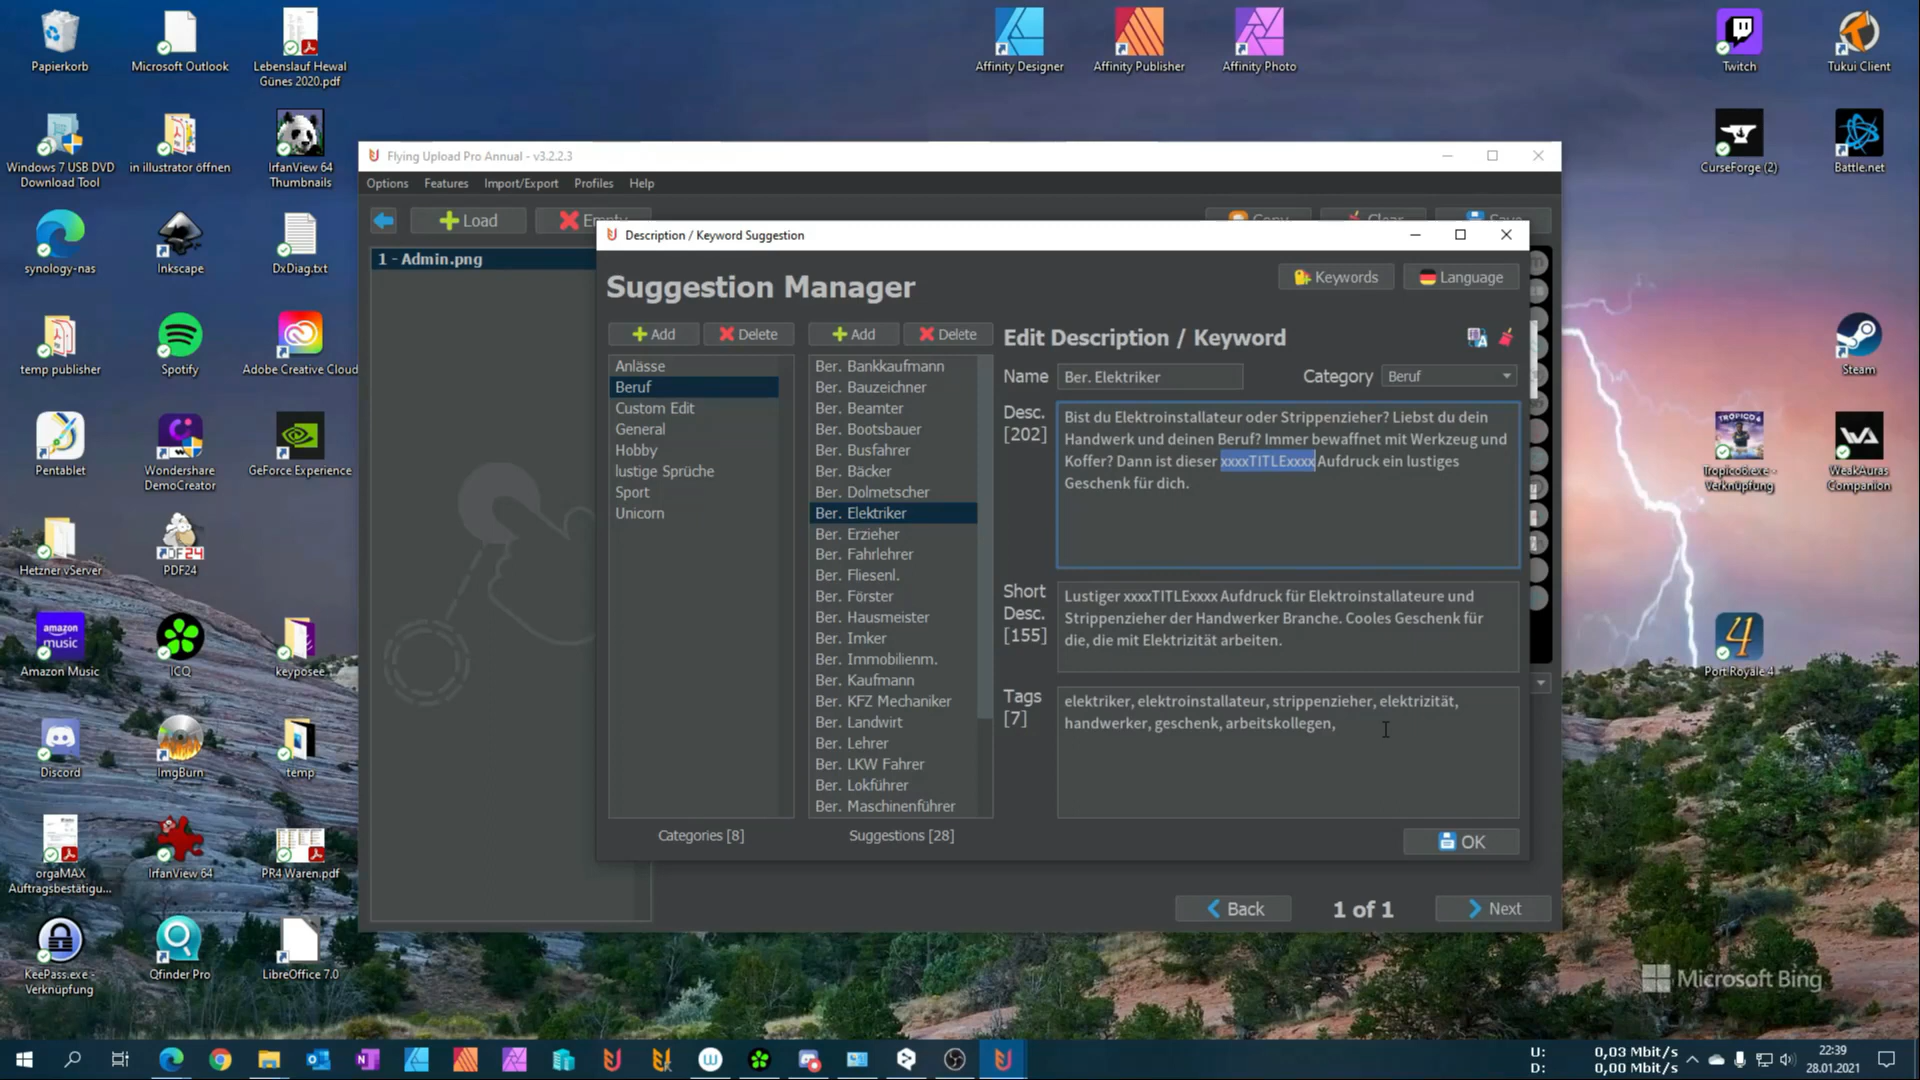 Papierkorb
Microsoft Outlook
Lebenslauf Hewal
Günes 2020.pdf
Affinity Designer
Affinity Publisher
Affinity Photo
Twitch
Tukui Client
Windows 7 USB DVD
Download Tool
in illustrator öffnen
IrfanView 64
Thumbnails
CurseForge (2)
Battle.net
synology-nas
Inkscape
DxDiag.txt
temp publisher
Spotify
Adobe Creative Cloud
Steam
Pentablet
Wondershare
DemoCreator
GeForce Experience
Tropico6.exe -
Verknüpfung
WeakAuras
Companion
Hetzner vServer
PDF24
Amazon Music
ICQ
keyposee...
Port Royale 4
Discord
ImgBurn
temp
orgaMAX
Auftragsbestätigu...
IrfanView 64
PR4 Waren.pdf
KeePass.exe -
Verknüpfung
Qfinder Pro
LibreOffice 7.0
Flying Upload Pro Annual - v3.2.2.3
Options Features Import/Export Profiles Help
Load
1 - Admin.png
Description / Keyword Suggestion
Suggestion Manager
Keywords
Language
Add
Delete
Add
Delete
Anlässe
Beruf
Custom Edit
General
Hobby
lustige Sprüche
Sport
Unicorn
Categories [8]
Ber. Bankkaufmann
Ber. Bauzeichner
Ber. Beamter
Ber. Bootsbauer
Ber. Busfahrer
Ber. Bäcker
Ber. Dolmetscher
Ber. Elektriker
Ber. Erzieher
Ber. Fahrlehrer
Ber. Fliesenl.
Ber. Förster
Ber. Hausmeister
Ber. Imker
Ber. Immobilienm.
Ber. Kaufmann
Ber. KFZ Mechaniker
Ber. Landwirt
Ber. Lehrer
Ber. LKW Fahrer
Ber. Lokführer
Ber. Maschinenführer
Suggestions [28]
Edit Description / Keyword
Name Ber. Elektriker
Category Beruf
Desc.
[202]
Bist du Elektroinstallateur oder Strippenzieher? Liebst du dein
Handwerk und deinen Beruf? Immer bewaffnet mit Werkzeug und
Koffer? Dann ist dieser xxxxTITLExxxx Aufdruck ein lustiges
Geschenk für dich.
Short
Desc.
[155]
Lustiger xxxxTITLExxxx Aufdruck für Elektroinstallateure und
Strippenzieher der Handwerker Branche. Cooles Geschenk für
die, die mit Elektrizität arbeiten.
Tags
[7]
elektriker, elektroinstallateur, strippenzieher, elektrizität,
handwerker, geschenk, arbeitskollegen,
OK
Back
1 of 1
Next
Microsoft Bing
U: 0,03 Mbit/s
D: 0,00 Mbit/s
22:39
28.01.2021